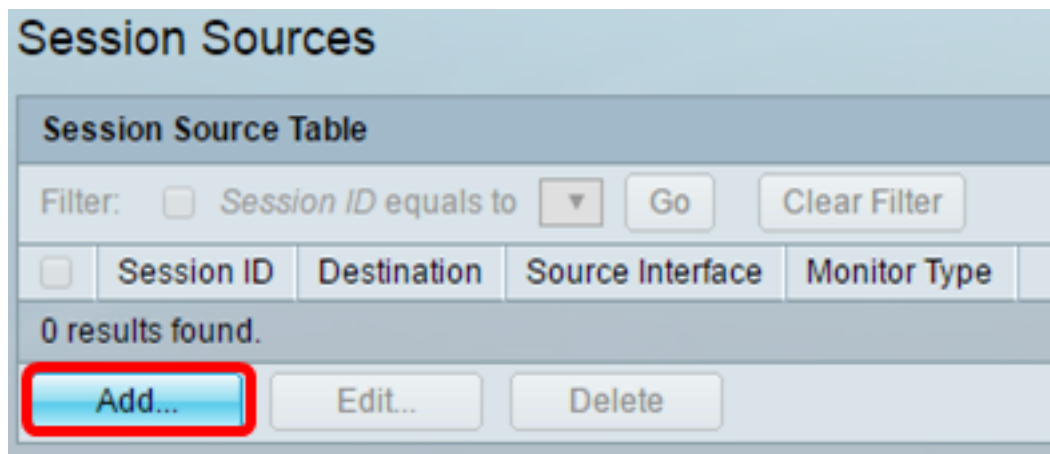 Session Sources
Session Source Table
Filter: Session ID equals to Go Clear Filter
Session ID Destination Source Interface Monitor Type
0 results found.
Add... Edit... Delete